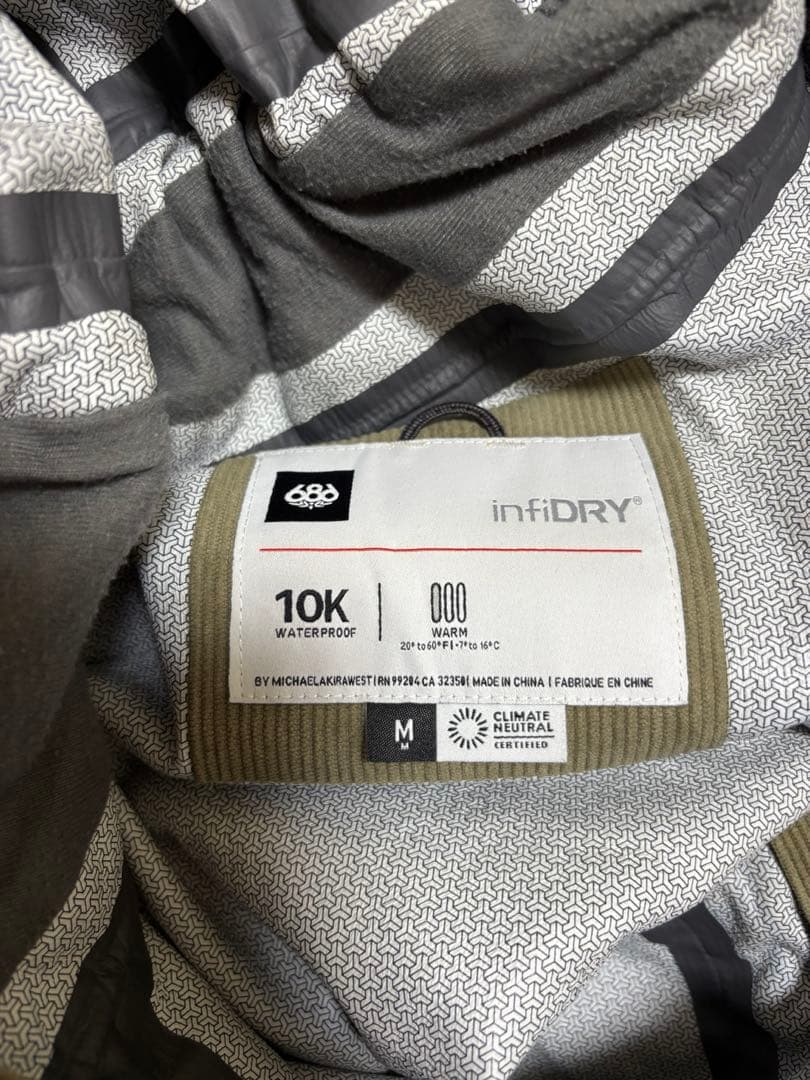 686
infiDRY®
10K
WATERPROOF
WARM
20° to 60°F | -7° to 16°C
BY MICHAELAKIRAWEST | RN 99204 CA 32350 | MADE IN CHINA | FABRIQUE EN CHINE
M
M
CLIMATE
NEUTRAL
CERTIFIED